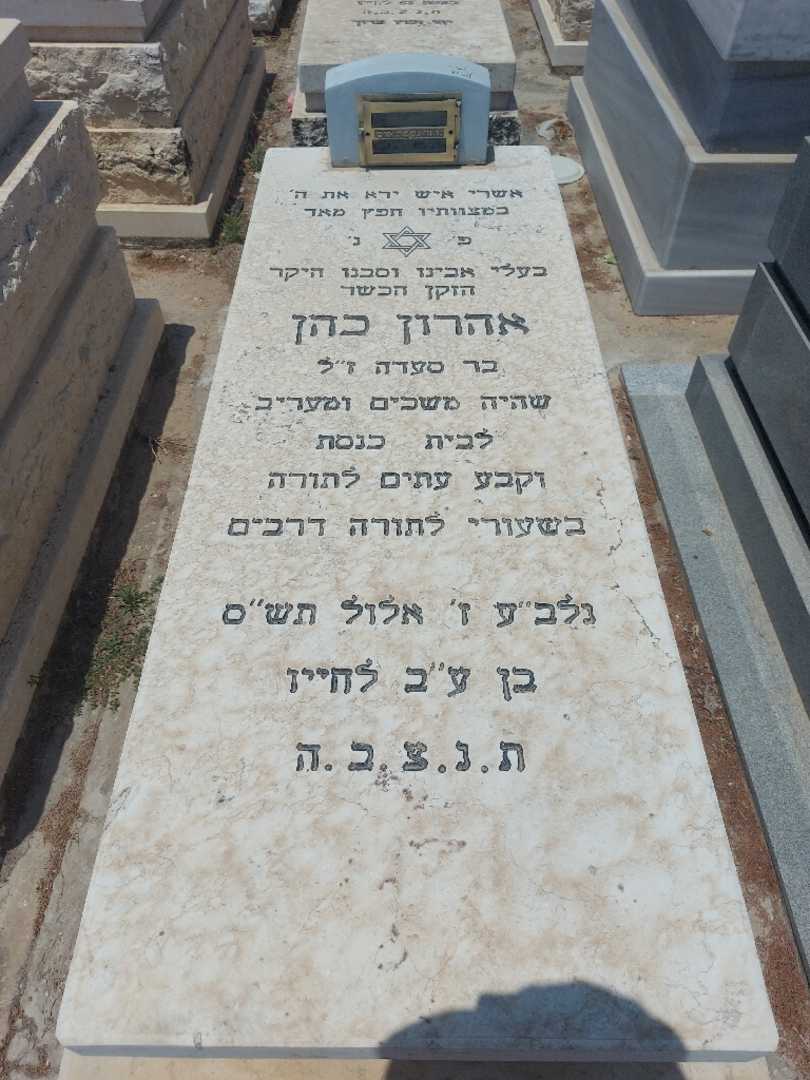 אשרי איש ירא את ה׳
במצוותיו חפץ מאד
פ׳ נ׳
בעלי אבינו וסבנו היקר
הזקן הכשר
אהרון כהן
בר סעדה ז״ל
שהיה משכים ומעריב
לבית כנסת
וקבע עתים לתורה
בשעורי לתורה דרבים
גלב״ע ז׳ אלול תש״ס
בן ע״ב לחייו
ת.נ.צ.ב.ה